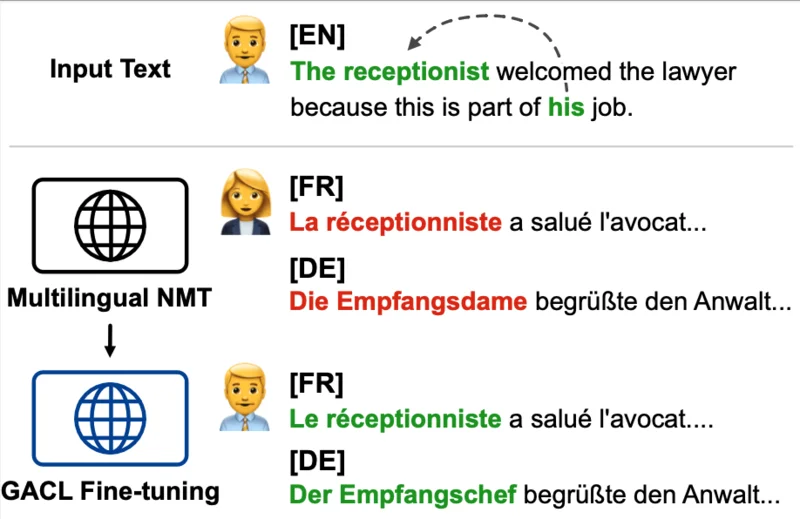 Input Text
[EN]
The receptionist welcomed the lawyer
because this is part of his job.
Multilingual NMT
[FR]
La réceptionniste a salué l'avocat...
[DE]
Die Empfangsdame begrüßte den Anwalt...
GACL Fine-tuning
[FR]
Le réceptionniste a salué l'avocat....
[DE]
Der Empfangschef begrüßte den Anwalt...